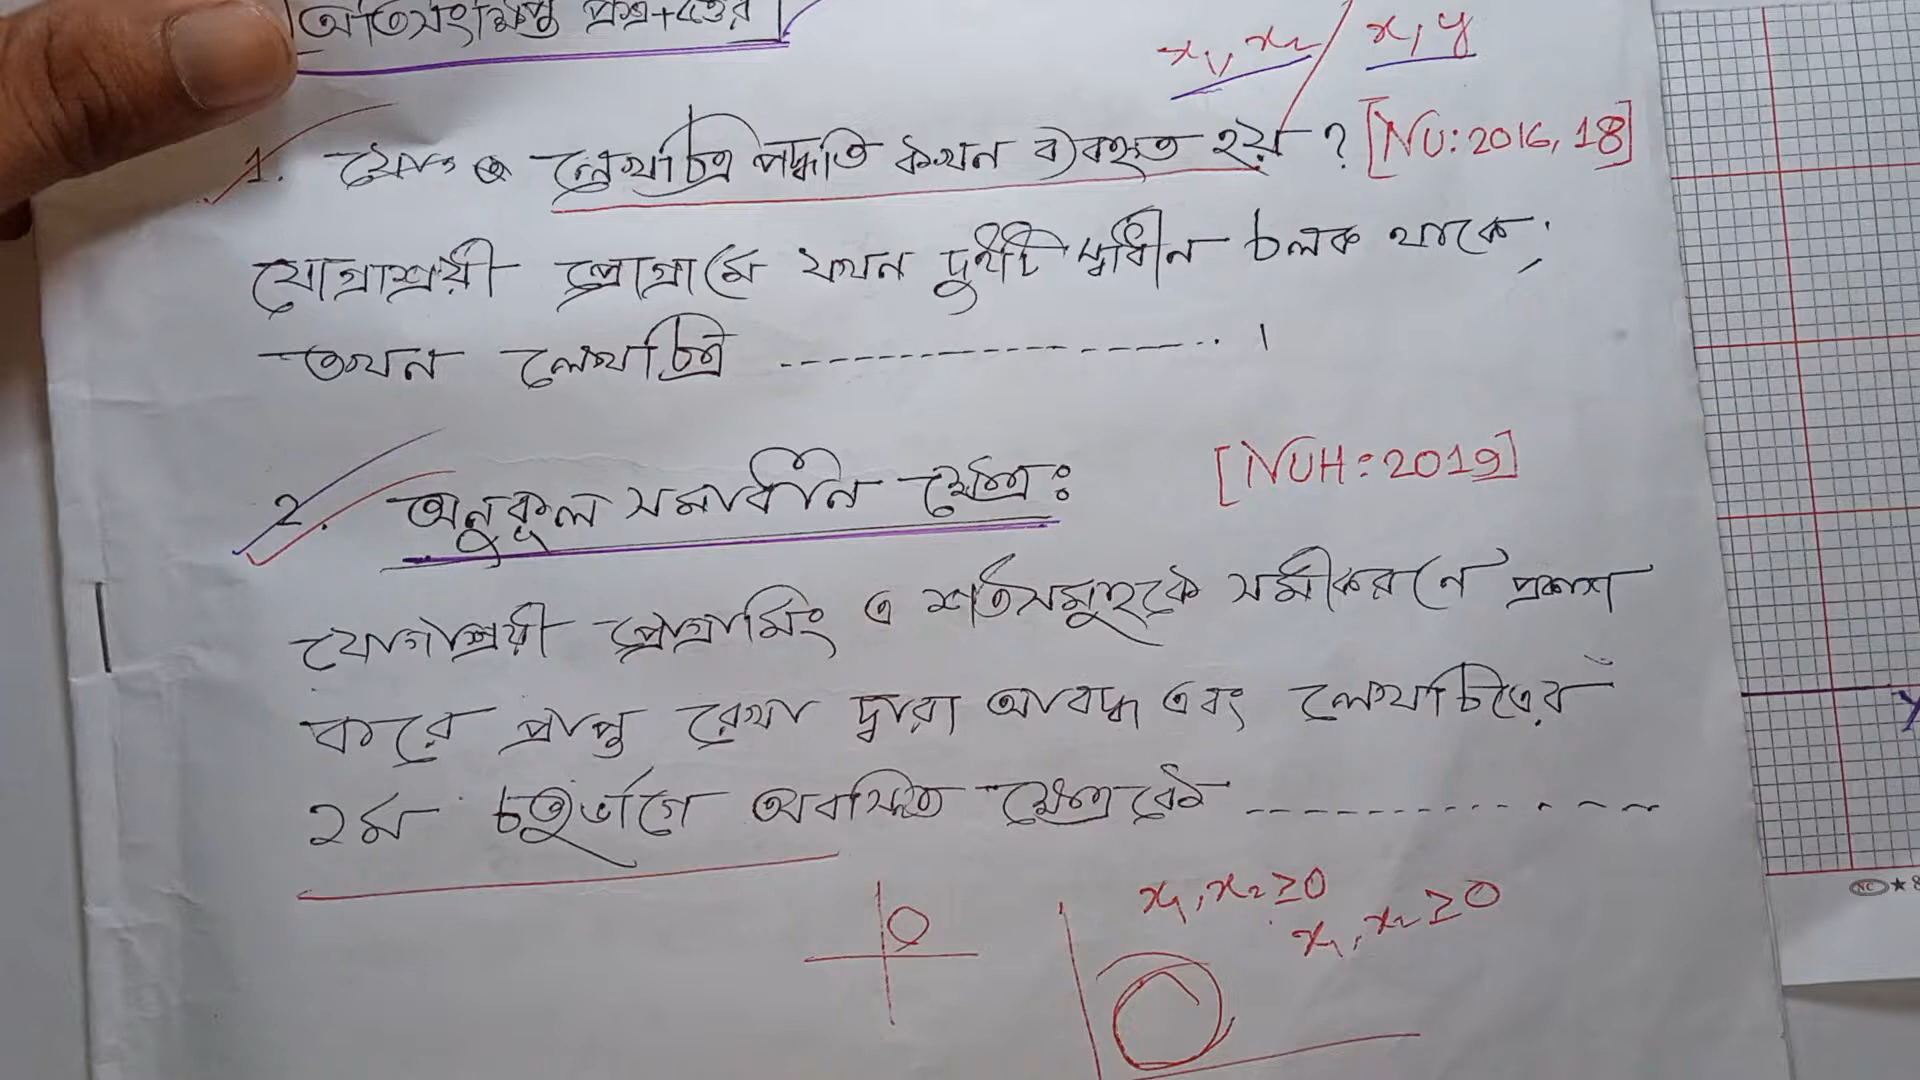 অতিসংক্ষিপ্ত প্রশ্ন+উত্তর
x₁, x₂ / x, y
1. লেখচিত্র পদ্ধতি কখন ব্যবহৃত হয় ? [NU: 2016, 18]
যোগাশ্রয়ী প্রোগ্রামে যখন দুইটি স্বাধীন চলক থাকে;
তখন লেখচিত্র ---------------------- ।
2. অনুকূল সমাধান ক্ষেত্র: [NUH: 2019]
যোগাশ্রয়ী প্রোগ্রামিং এ শর্তসমূহকে সমীকরণে প্রকাশ
করে প্রাপ্ত রেখা দ্বারা আবদ্ধ এবং লেখচিত্রের
১ম চতুর্ভাগে অবস্থিত ক্ষেত্রকেই -----------------
x₁, x₂ ≥ 0
x₁, x₂ ≥ 0